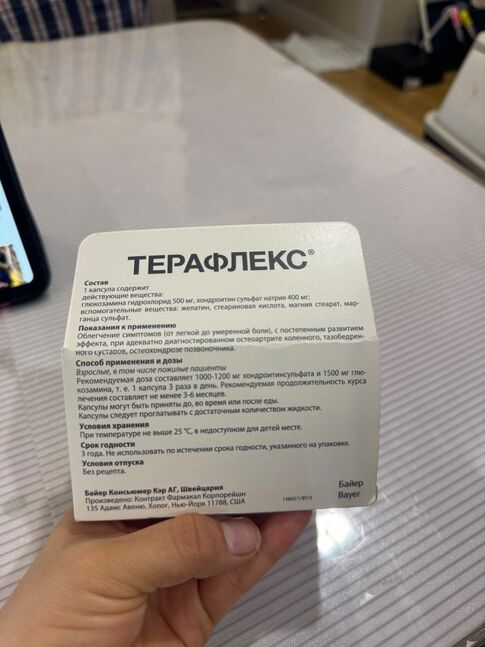 ТЕРАФЛЕКС®
Состав
1 капсула содержит
действующие вещества:
глюкозамина гидрохлорид 500 мг, хондроитин сульфат натрия 400 мг;
вспомогательные вещества: желатин, стеариновая кислота, магния стеарат, мар-
ганца сульфат.
Показания к применению
Облегчение симптомов (от легкой до умеренной боли), с постепенным развитием
эффекта, при адекватно диагностированном остеоартрите коленного, тазобедрен-
ного суставов, остеохондрозе позвоночника.
Способ применения и дозы
Взрослые, в том числе пожилые пациенты
Рекомендуемая доза составляет 1000-1200 мг хондроитинсульфата и 1500 мг глю-
козамина, т. е. 1 капсула 3 раза в день. Рекомендуемая продолжительность курса
лечения составляет не менее 3-6 месяцев.
Капсулы могут быть приняты до, во время или после еды.
Капсулы следует проглатывать с достаточным количеством жидкости.
Условия хранения
При температуре не выше 25 °С, в недоступном для детей месте.
Срок годности
3 года. Не использовать по истечении срока годности, указанного на упаковке.
Условия отпуска
Без рецепта.
Байер Консьюмер Кэр АГ, Швейцария
Произведено: Контракт Фармакал Корпорейшн
135 Адамс Авеню, Хопог, Нью-Йорк 11788, США
Байер
Bayer